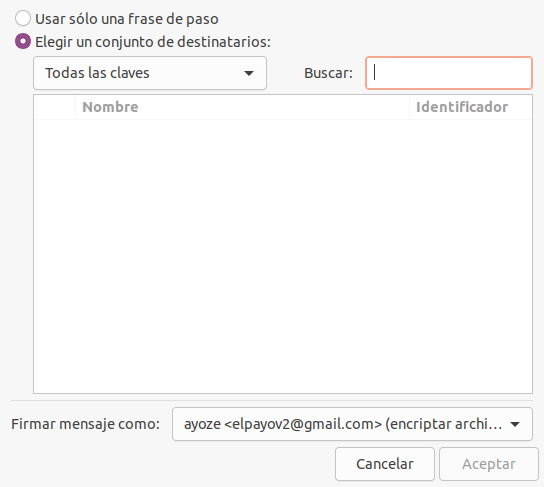 Usar sólo una frase de paso
Elegir un conjunto de destinatarios:
Todas las claves Buscar:
Nombre Identificador
Firmar mensaje como: ayoze <elpayov2@gmail.com> (encriptar archi...
Cancelar Aceptar